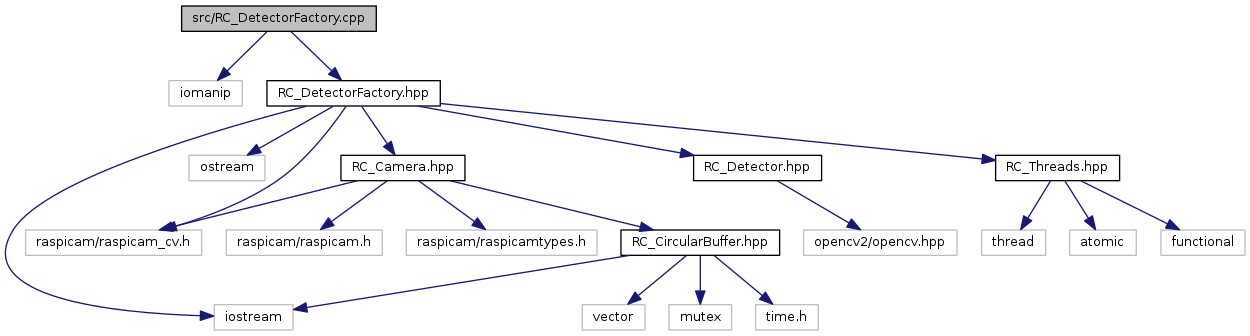 src/RC_DetectorFactory.cpp
iomanip
RC_DetectorFactory.hpp
ostream
RC_Camera.hpp
RC_Detector.hpp
RC_Threads.hpp
raspicam/raspicam_cv.h
raspicam/raspicam.h
raspicam/raspicamtypes.h
RC_CircularBuffer.hpp
opencv2/opencv.hpp
thread
atomic
functional
iostream
vector
mutex
time.h